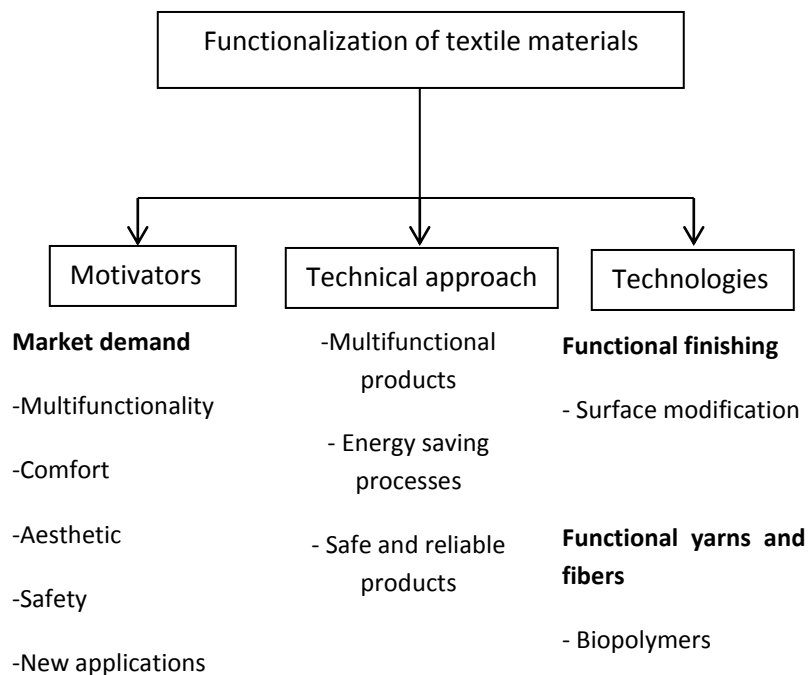 Functionalization of textile materials
Motivators
Technical approach
Technologies
Market demand
-Multifunctionality
-Comfort
-Aesthetic
-Safety
-New applications
-Multifunctional
products
- Energy saving
processes
- Safe and reliable
products
Functional finishing
- Surface modification
Functional yarns and
fibers
- Biopolymers